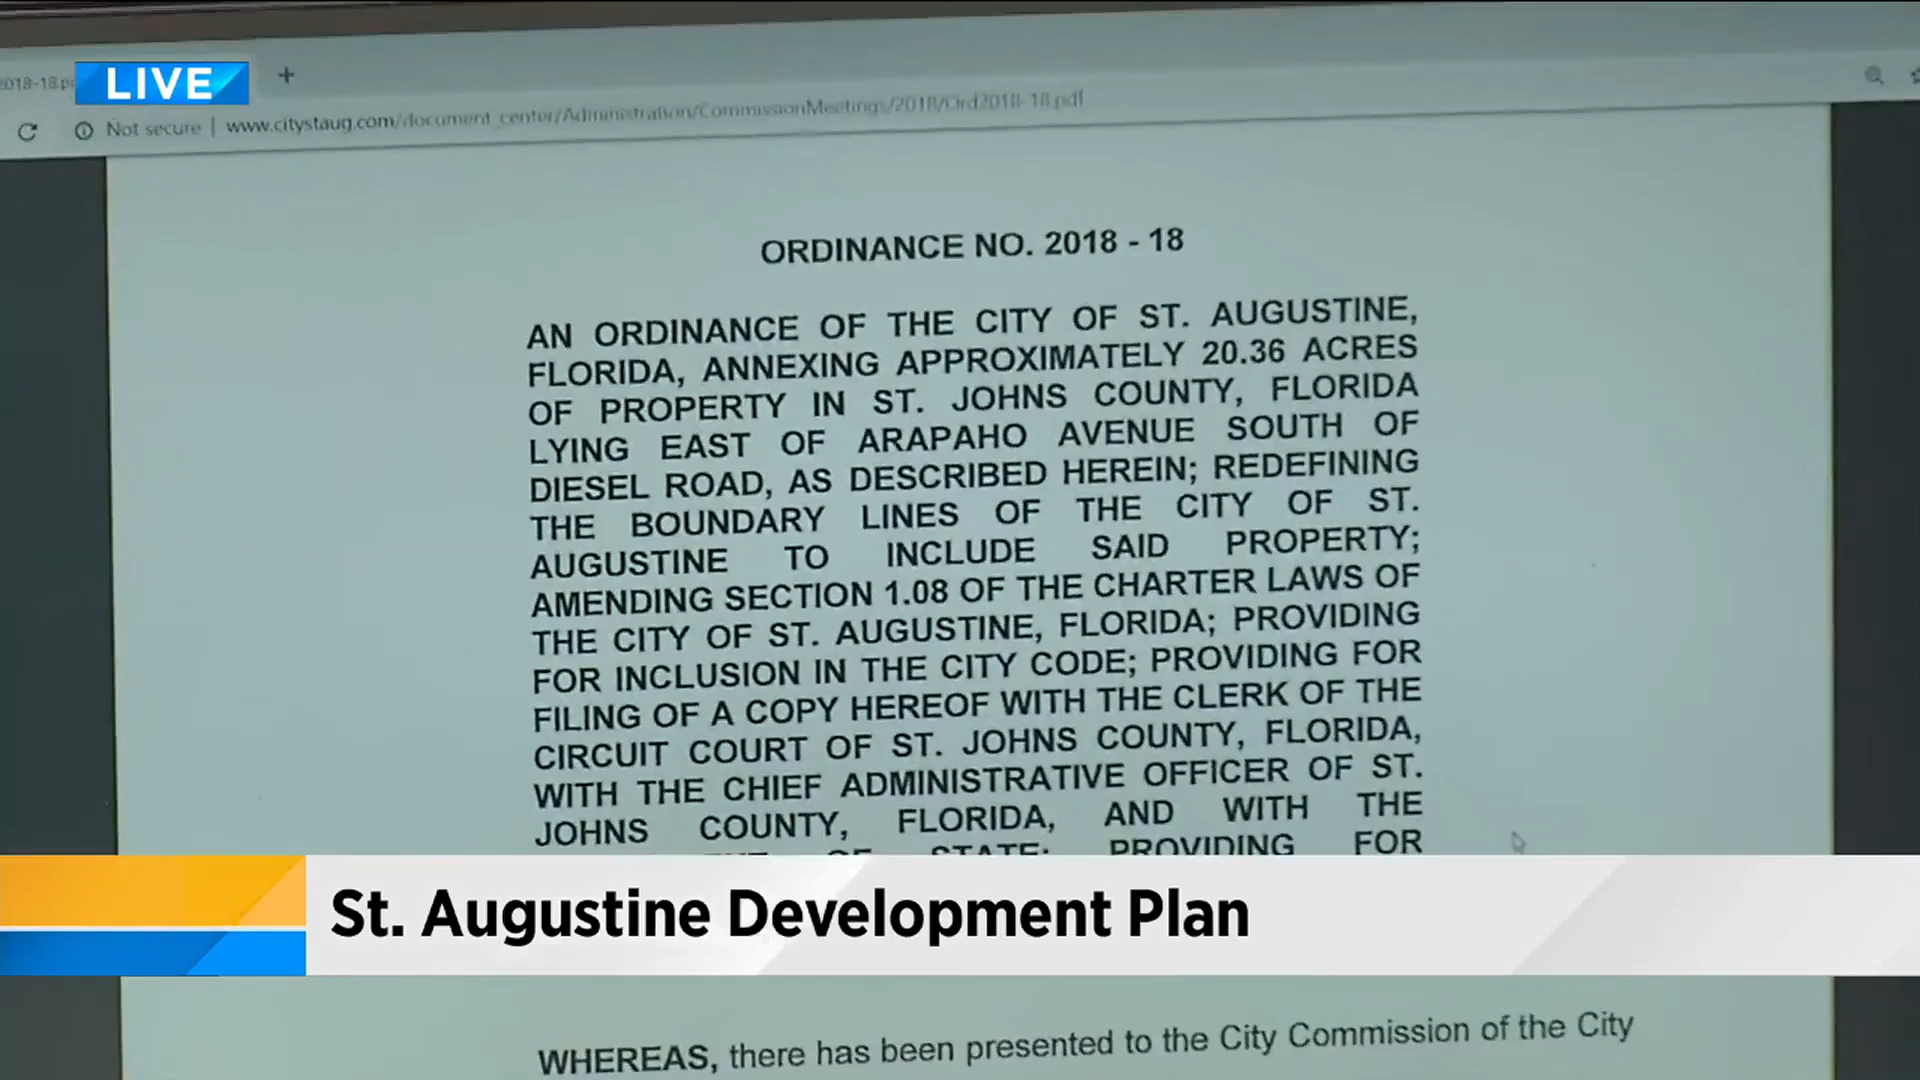 2018-18.p
LIVE
+
Not secure | www.citystaug.com/document_center/Administration/CommissionMeetings/2018/Ord2018-18.pdf
ORDINANCE NO. 2018 - 18
AN ORDINANCE OF THE CITY OF ST. AUGUSTINE,
FLORIDA, ANNEXING APPROXIMATELY 20.36 ACRES
OF PROPERTY IN ST. JOHNS COUNTY, FLORIDA
LYING EAST OF ARAPAHO AVENUE SOUTH OF
DIESEL ROAD, AS DESCRIBED HEREIN; REDEFINING
THE BOUNDARY LINES OF THE CITY OF ST.
AUGUSTINE TO INCLUDE SAID PROPERTY;
AMENDING SECTION 1.08 OF THE CHARTER LAWS OF
THE CITY OF ST. AUGUSTINE, FLORIDA; PROVIDING
FOR INCLUSION IN THE CITY CODE; PROVIDING FOR
FILING OF A COPY HEREOF WITH THE CLERK OF THE
CIRCUIT COURT OF ST. JOHNS COUNTY, FLORIDA,
WITH THE CHIEF ADMINISTRATIVE OFFICER OF ST.
JOHNS COUNTY, FLORIDA, AND WITH THE
OF STATE; PROVIDING FOR
St. Augustine Development Plan
WHEREAS, there has been presented to the City Commission of the City